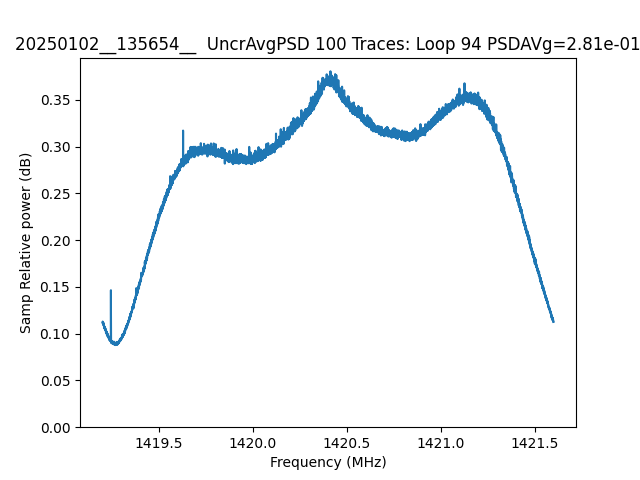 20250102__135654__  UncrAvgPSD 100 Traces: Loop 94 PSDAVg=2.81e-01
0.35
0.30
0.25
0.20
0.15
0.10
0.05
0.00
Samp Relative power (dB)
1419.5 1420.0 1420.5 1421.0 1421.5
Frequency (MHz)